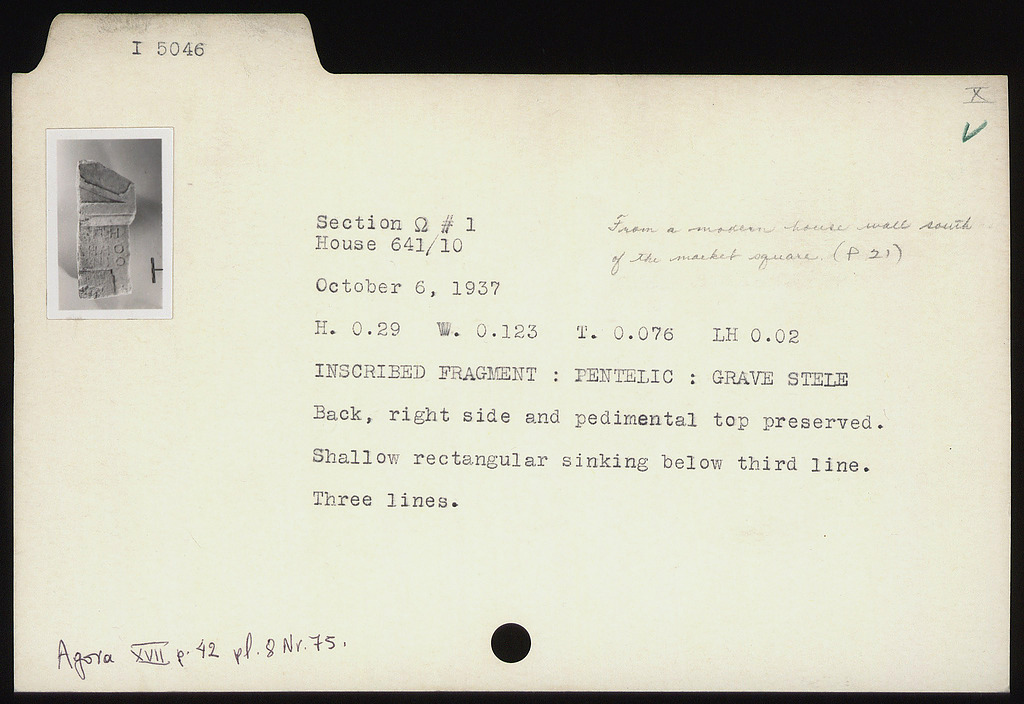 I 5046
X
Section Ω # 1
House 641/10
From a modern house wall south
of the market square. (P 21)
October 6, 1937
H. 0.29 W. 0.123 T. 0.076 LH 0.02
INSCRIBED FRAGMENT : PENTELIC : GRAVE STELE
Back, right side and pedimental top preserved.
Shallow rectangular sinking below third line.
Three lines.
Agora XVII p. 42 pl. 8 Nr. 75.